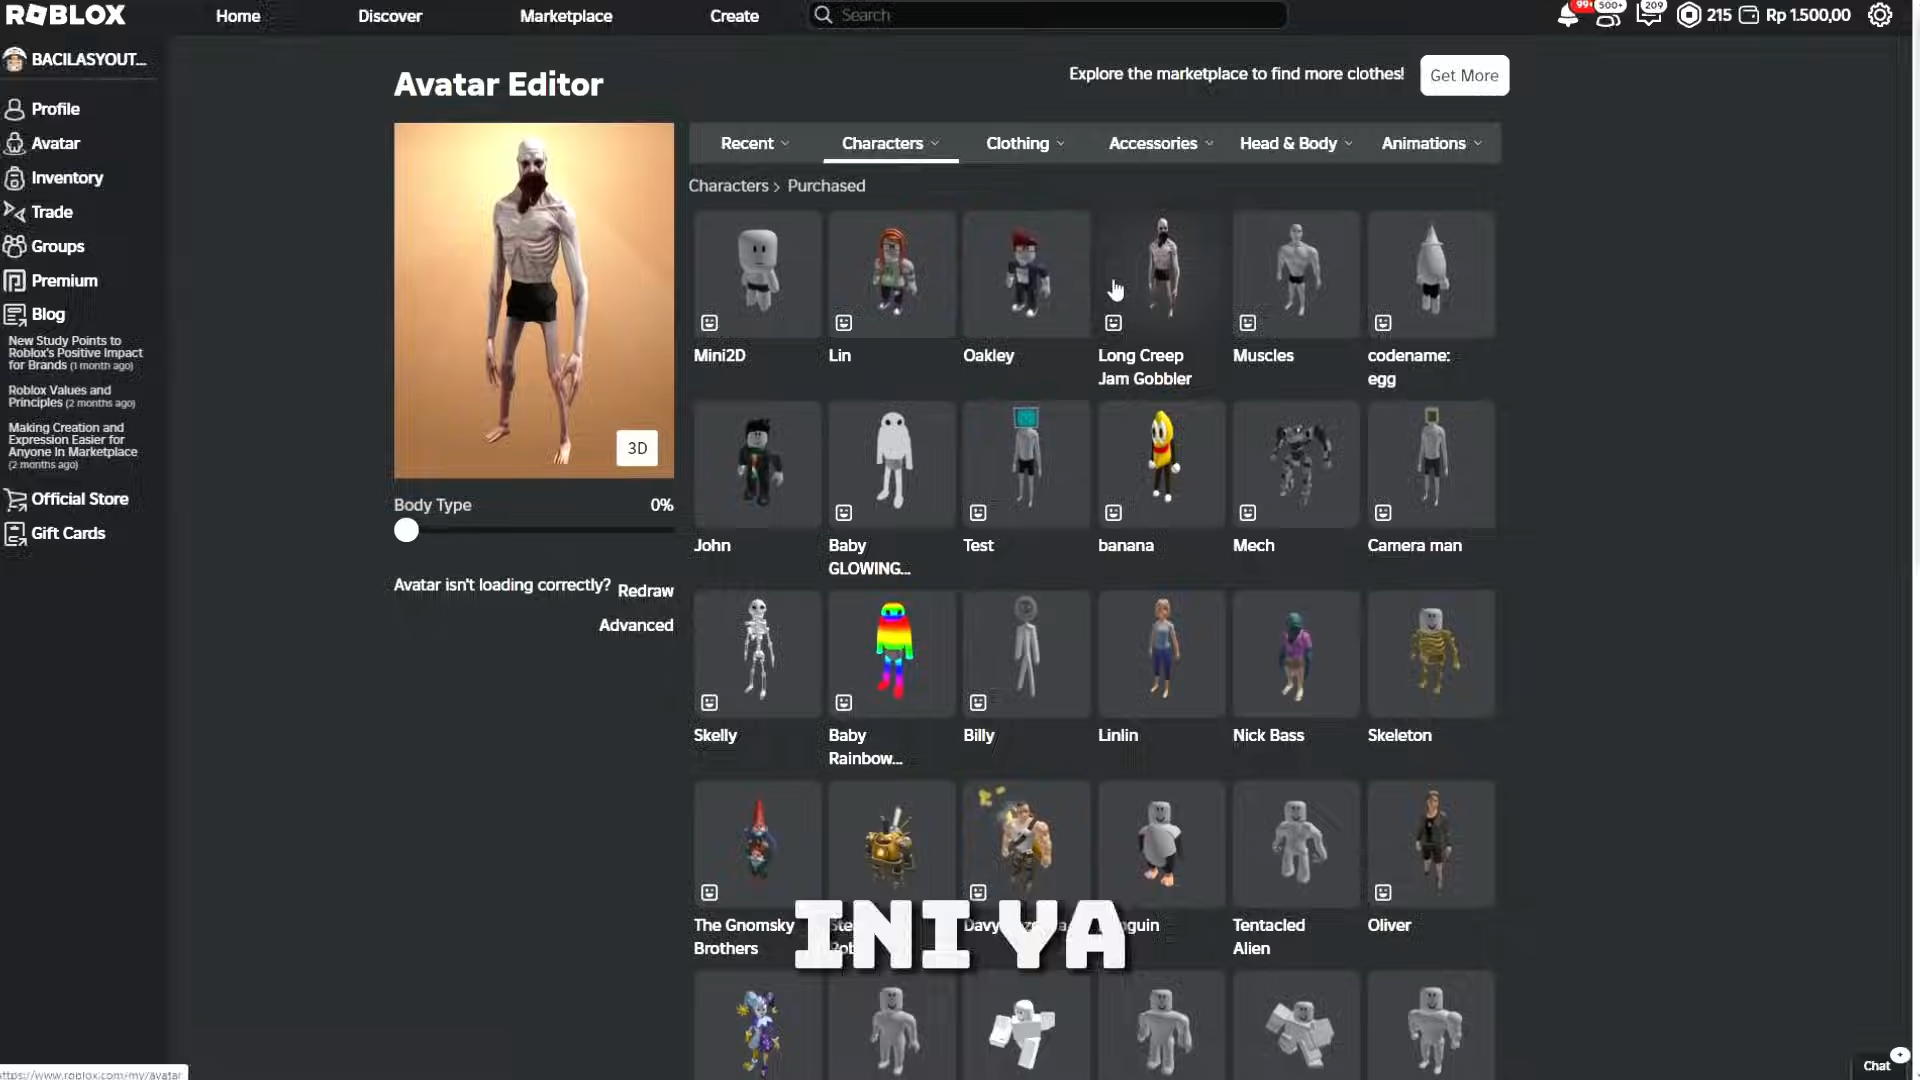 ROBLOX
Home
Discover
Marketplace
Create
Search
99+
500+
209
215
Rp 1.500,00
BACILASYOUT...
Profile
Avatar
Inventory
Trade
Groups
Premium
Blog
New Study Points to
Roblox's Positive Impact
for Brands (1 month ago)
Roblox Values and
Principles (2 months ago)
Making Creation and
Expression Easier for
Anyone In Marketplace
(2 months ago)
Official Store
Gift Cards
Avatar Editor
Explore the marketplace to find more clothes!
Get More
3D
Body Type
0%
Avatar isn't loading correctly?
Redraw
Advanced
Recent
Characters
Clothing
Accessories
Head & Body
Animations
Characters > Purchased
Mini2D
Lin
Oakley
Long Creep
Jam Gobbler
Muscles
codename:
egg
John
Baby
GLOWING...
Test
banana
Mech
Camera man
Skelly
Baby
Rainbow...
Billy
Linlin
Nick Bass
Skeleton
The Gnomsky
Brothers
Davy
Tentacled
Alien
Oliver
INI YA
https://www.roblox.com/my/avatar
Chat